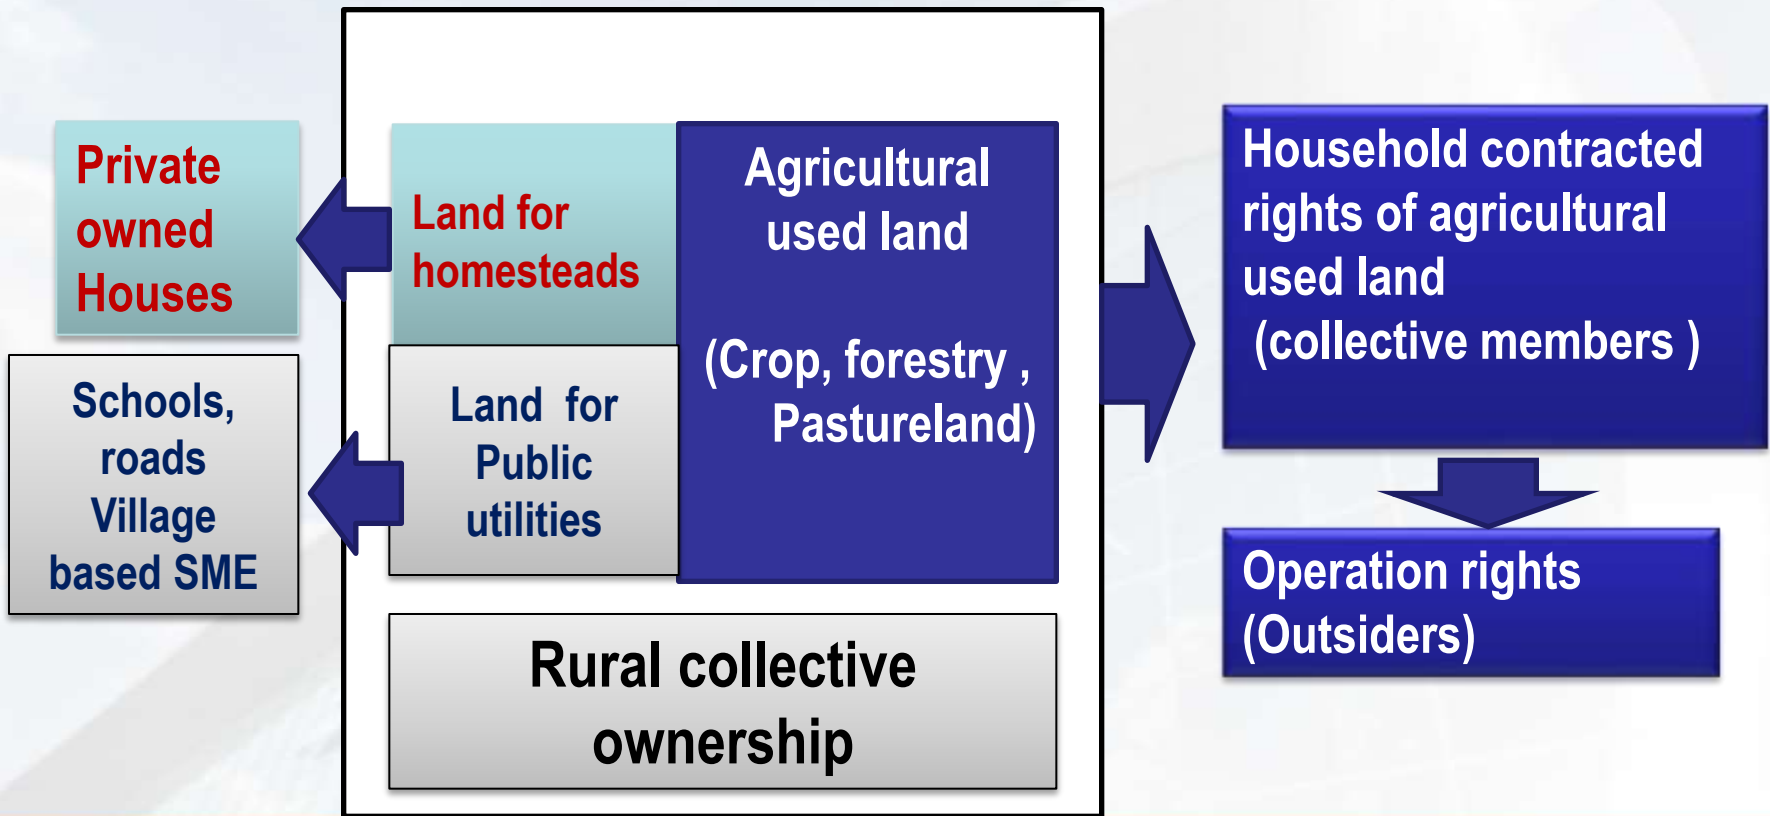 Private
owned
Houses
Schools,
roads
Village
based SME
Land for
homesteads
Land  for
Public
utilities
Agricultural
used land
(Crop, forestry ,
Pastureland)
Rural collective
ownership
Household contracted
rights of agricultural
used land
(collective members )
Operation rights
(Outsiders)